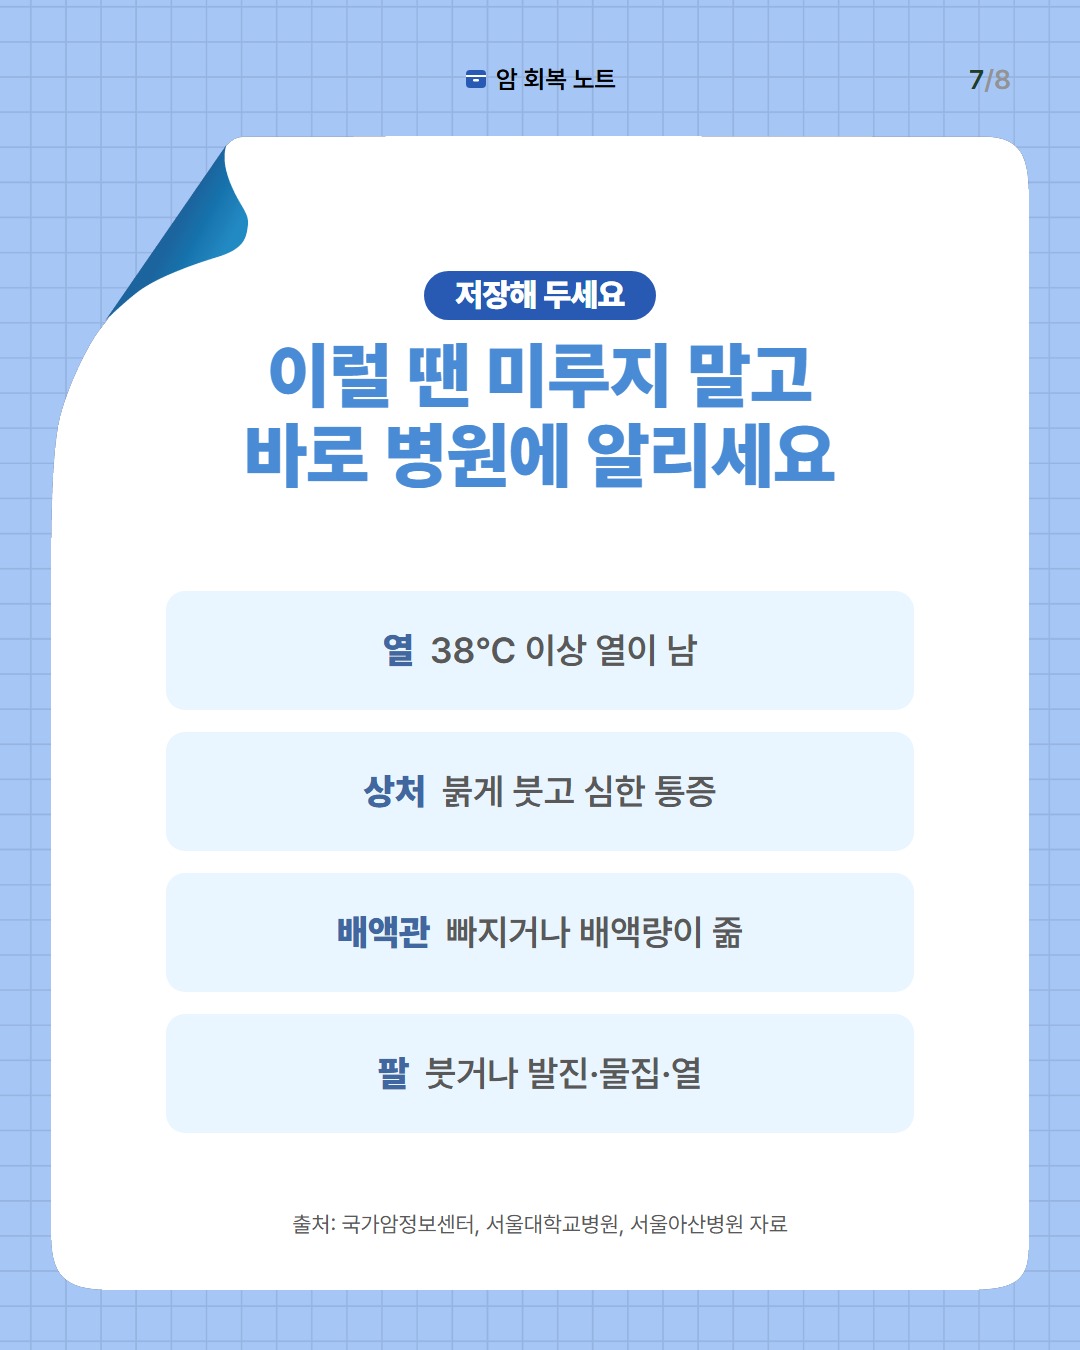 암 회복 노트
7/8
저장해 두세요
이럴 땐 미루지 말고
바로 병원에 알리세요
열 38°C 이상 열이 남
상처 붉게 붓고 심한 통증
배액관 빠지거나 배액량이 줆
팔 붓거나 발진·물집·열
출처: 국가암정보센터, 서울대학교병원, 서울아산병원 자료